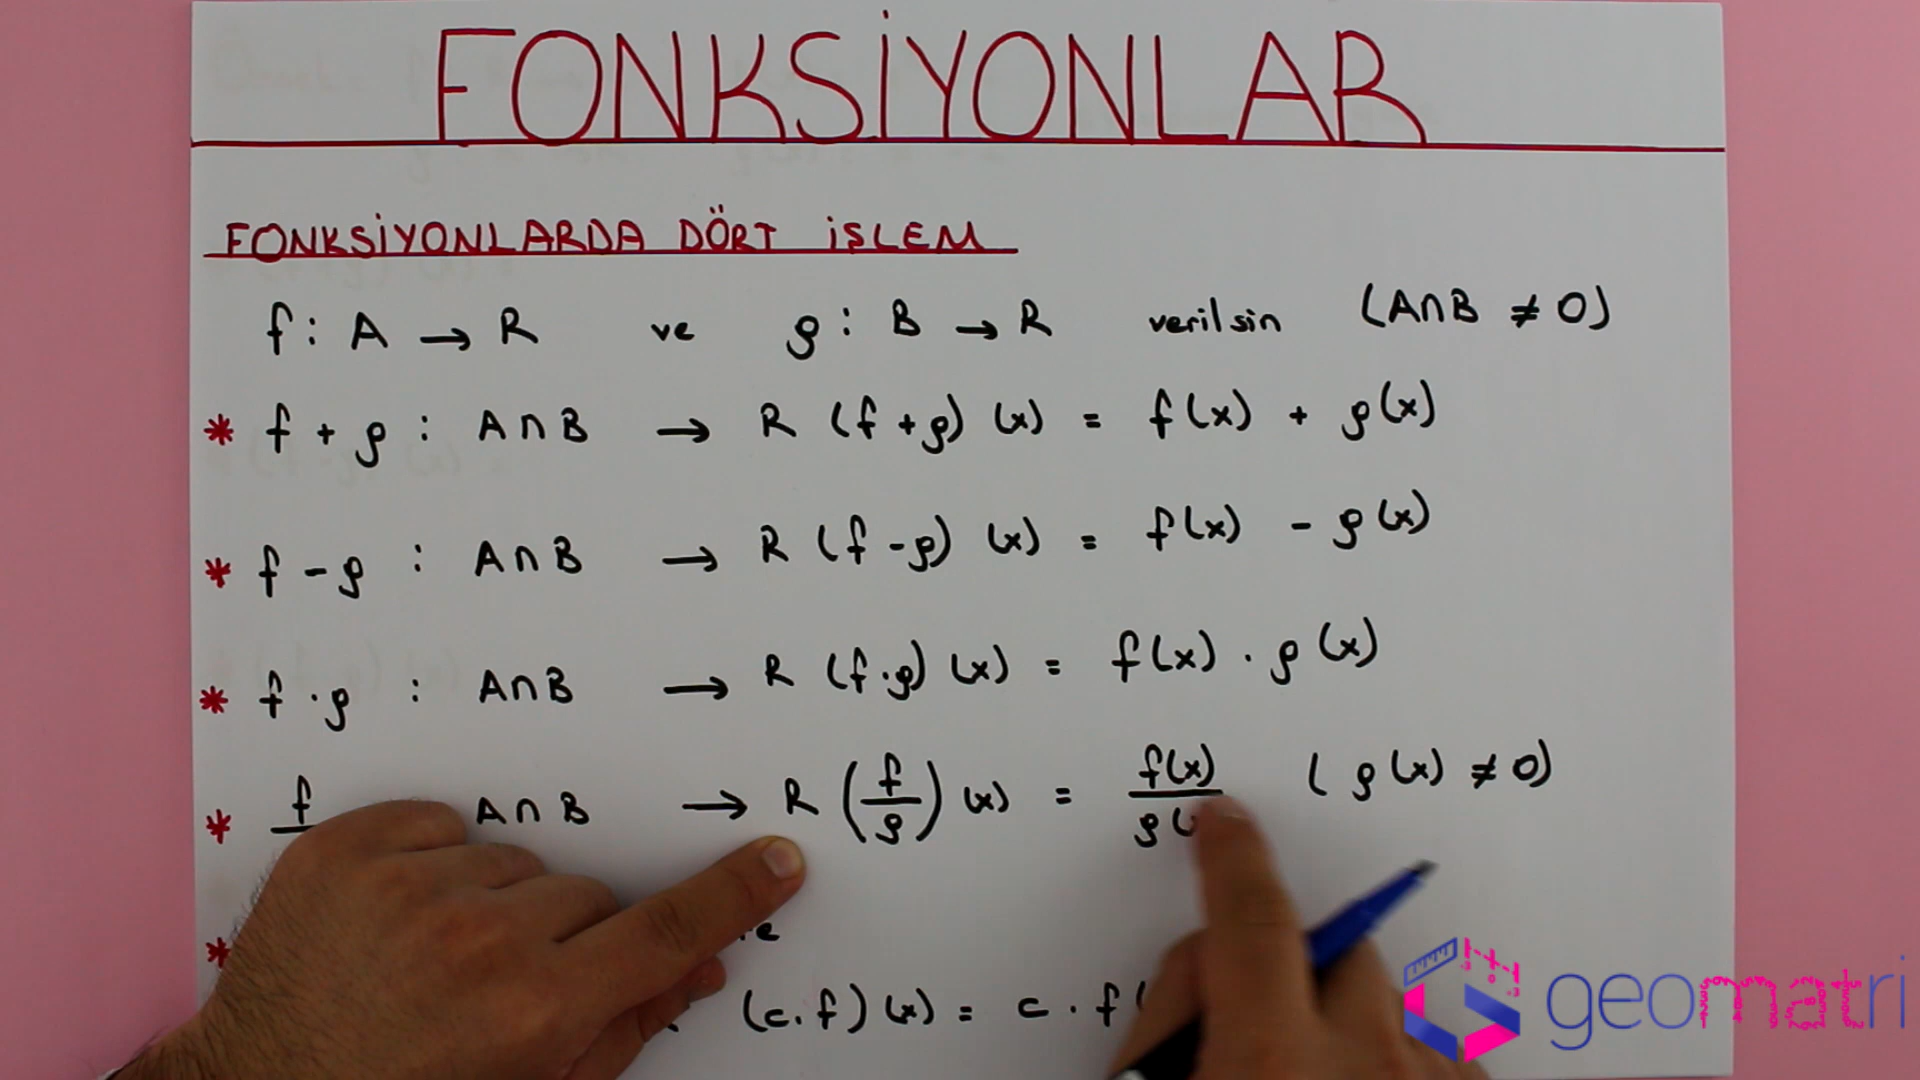 FONKSİYONLAR
FONKSİYONLARDA DÖRT İŞLEM
f : A → R ve g : B → R verilsin (A∩B ≠ 0)
* f + g : A∩B → R (f + g) (x) = f(x) + g(x)
* f - g : A∩B → R (f - g) (x) = f(x) - g(x)
* f . g : A∩B → R (f.g) (x) = f(x) . g(x)
* f A∩B → R (f/g) (x) = f(x)/g( (g(x) ≠ 0)
*
(c.f) (x) = c . f(
geomatri